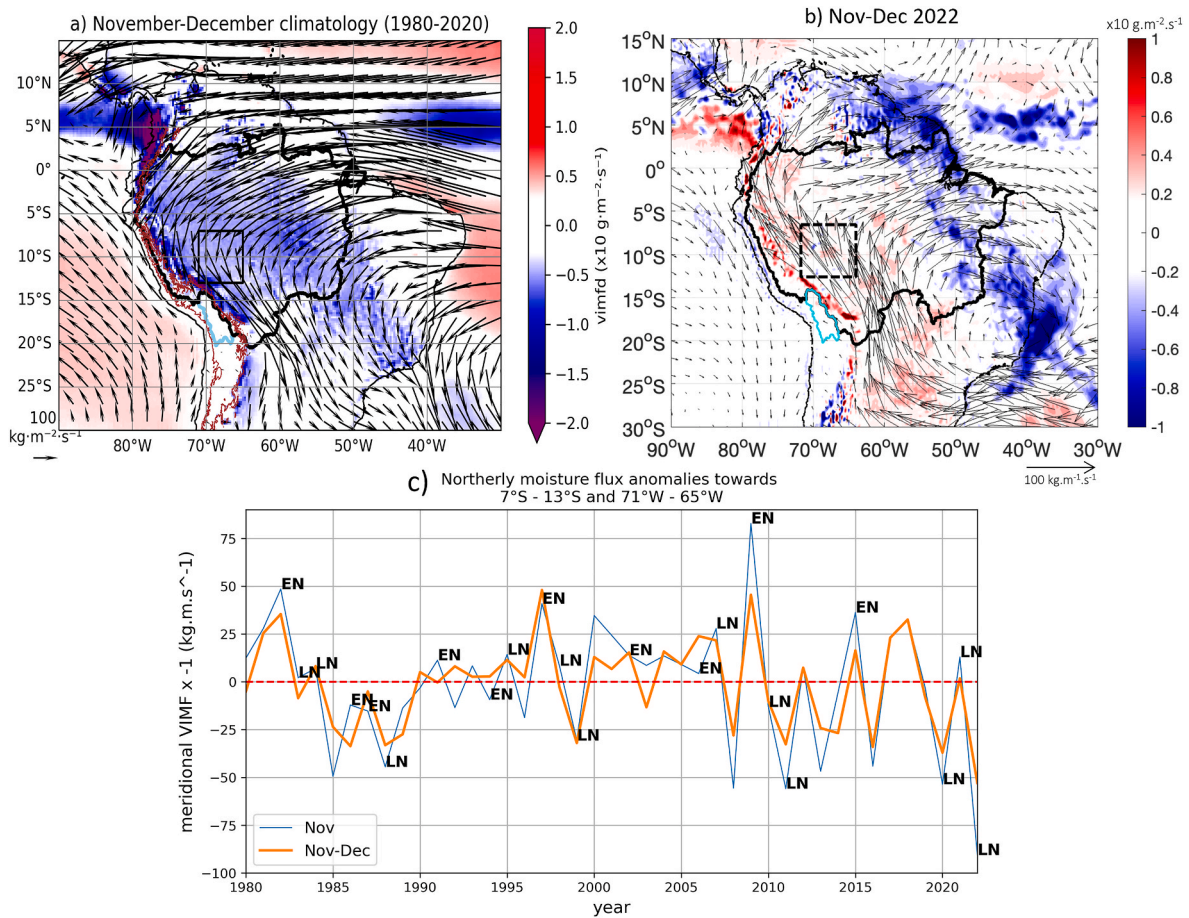 a) November-December climatology (1980-2020)
10°N
5°N
0°
5°S
10°S
15°S
20°S
25°S
100
kg·m⁻²·s⁻¹
80°W 70°W 60°W 50°W 40°W
2.0
1.5
1.0
0.5
0.0
−0.5
−1.0
−1.5
−2.0
vimfd (x10 g·m⁻²·s⁻¹)
b) Nov-Dec 2022
x10 g.m⁻².s⁻¹
15°N
10°N
5°N
0°
5°S
10°S
15°S
20°S
25°S
30°S
90°W 80°W 70°W 60°W 50°W 40°W 30°W
100 kg.m⁻¹.s⁻¹
1
0.8
0.6
0.4
0.2
0
-0.2
-0.4
-0.6
-0.8
-1
c) Northerly moisture flux anomalies towards
7°S - 13°S and 71°W - 65°W
meridional VIMF x -1 (kg.m.s^-1)
75
50
25
0
−25
−50
−75
−100
EN
LN
LN
EN
EN
LN
EN
EN
LN
EN
LN
LN
EN
EN
LN
EN
LN
LN
EN
LN
LN
LN
Nov
Nov-Dec
1980 1985 1990 1995 2000 2005 2010 2015 2020
year